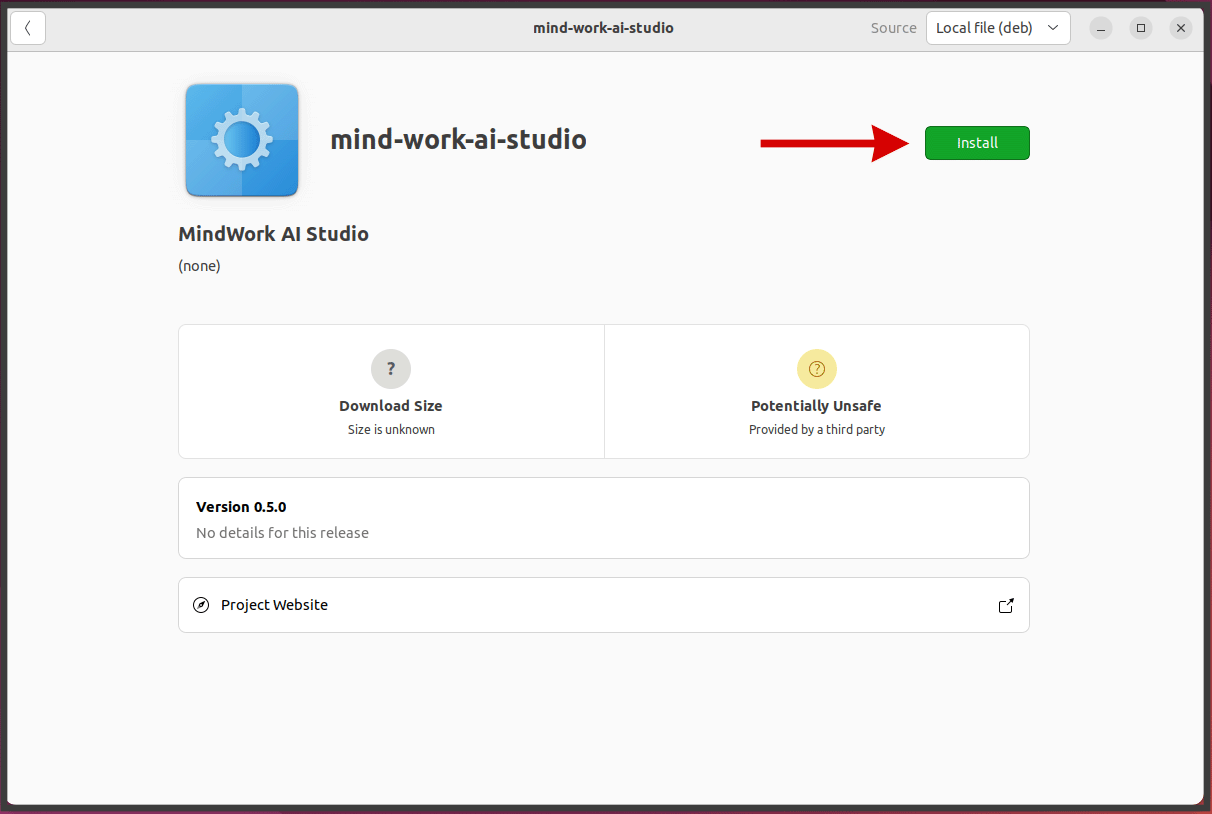 mind-work-ai-studio
Source
Local file (deb)
mind-work-ai-studio
Install
MindWork AI Studio
(none)
?
Download Size
Size is unknown
?
Potentially Unsafe
Provided by a third party
Version 0.5.0
No details for this release
Project Website